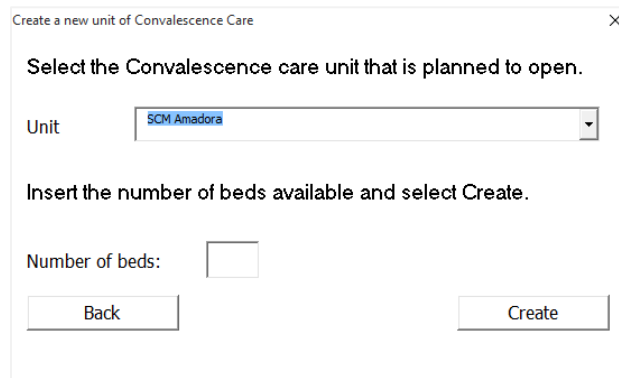 Create a new unit of Convalescence Care
Select the Convalescence care unit that is planned to open.
Unit SCM Amadora
Insert the number of beds available and select Create.
Number of beds:
Back Create